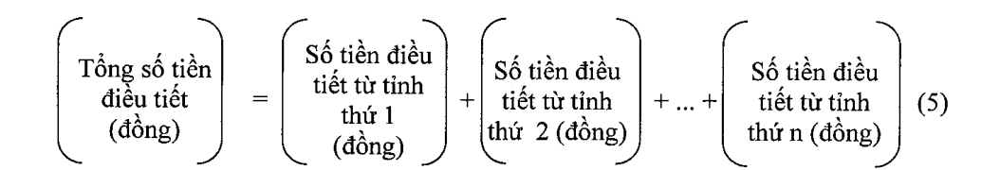 Tổng số tiền điều tiết (đồng) = Số tiền điều tiết từ tỉnh thứ 1 (đồng) + Số tiền điều tiết từ tỉnh thứ 2 (đồng) + ... + Số tiền điều tiết từ tỉnh thứ n (đồng) (5)